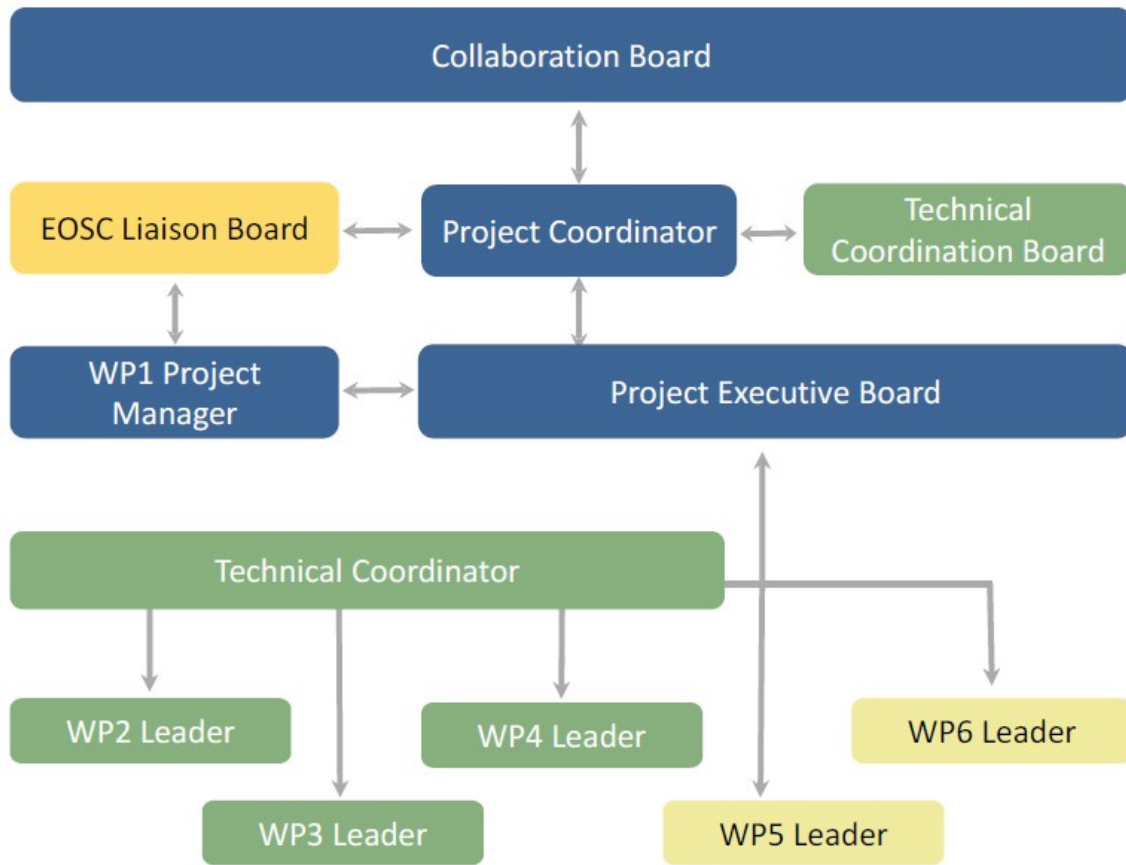 Collaboration Board
EOSC Liaison Board
Project Coordinator
Technical
Coordination Board
WP1 Project
Manager
Project Executive Board
Technical Coordinator
WP2 Leader
WP4 Leader
WP6 Leader
WP3 Leader
WP5 Leader